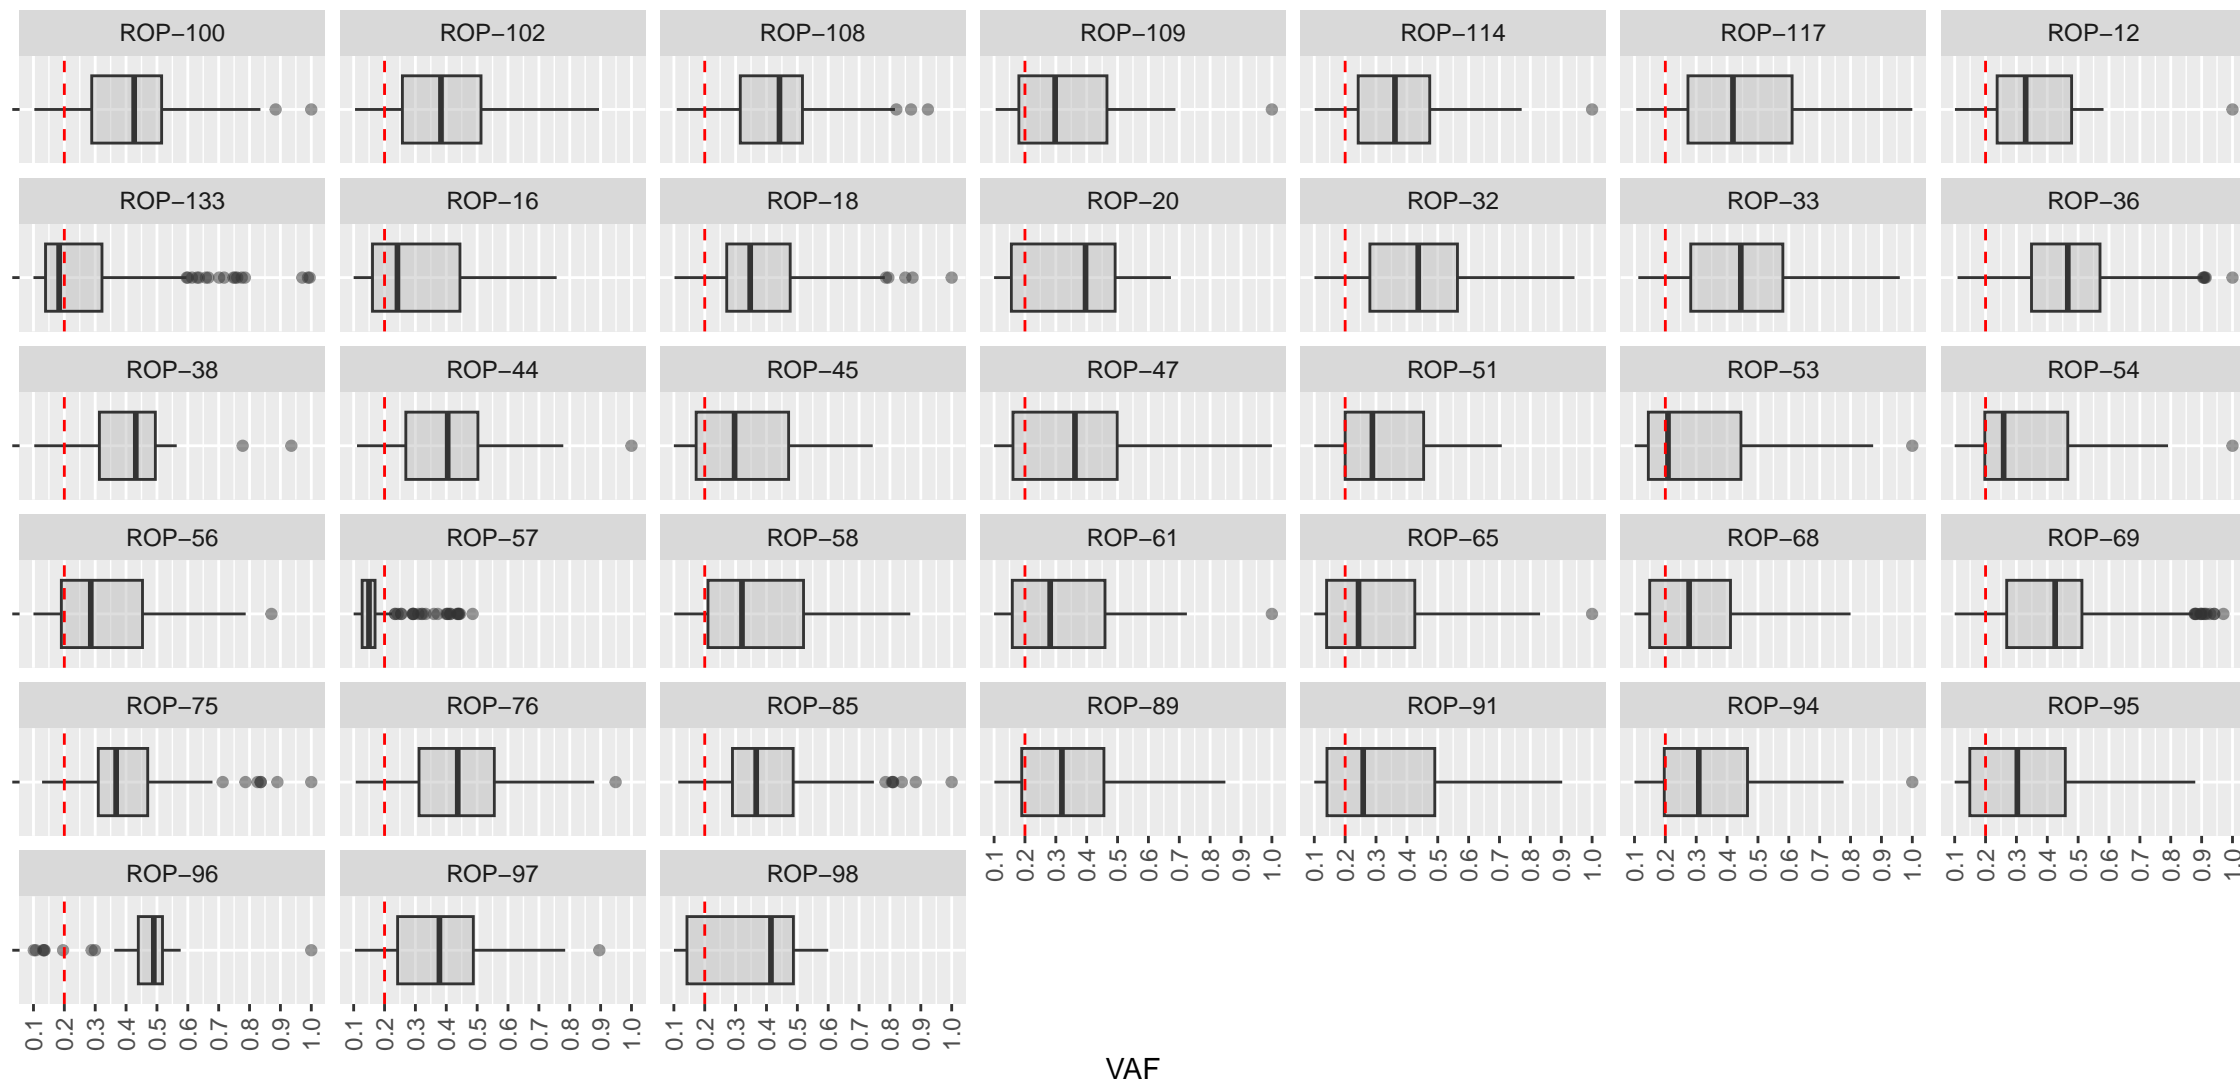 ROP−100 ROP−102 ROP−108 ROP−109 ROP−114 ROP−117 ROP−12
ROP−133 ROP−16 ROP−18 ROP−20 ROP−32 ROP−33 ROP−36
ROP−38 ROP−44 ROP−45 ROP−47 ROP−51 ROP−53 ROP−54
ROP−56 ROP−57 ROP−58 ROP−61 ROP−65 ROP−68 ROP−69
ROP−75 ROP−76 ROP−85 ROP−89 ROP−91 ROP−94 ROP−95
0.1 0.2 0.3 0.4 0.5 0.6 0.7 0.8 0.9 1.0 0.1 0.2 0.3 0.4 0.5 0.6 0.7 0.8 0.9 1.0 0.1 0.2 0.3 0.4 0.5 0.6 0.7 0.8 0.9 1.0 0.1 0.2 0.3 0.4 0.5 0.6 0.7 0.8 0.9 1.0
ROP−96 ROP−97 ROP−98
0.1 0.2 0.3 0.4 0.5 0.6 0.7 0.8 0.9 1.0 0.1 0.2 0.3 0.4 0.5 0.6 0.7 0.8 0.9 1.0 0.1 0.2 0.3 0.4 0.5 0.6 0.7 0.8 0.9 1.0
VAF